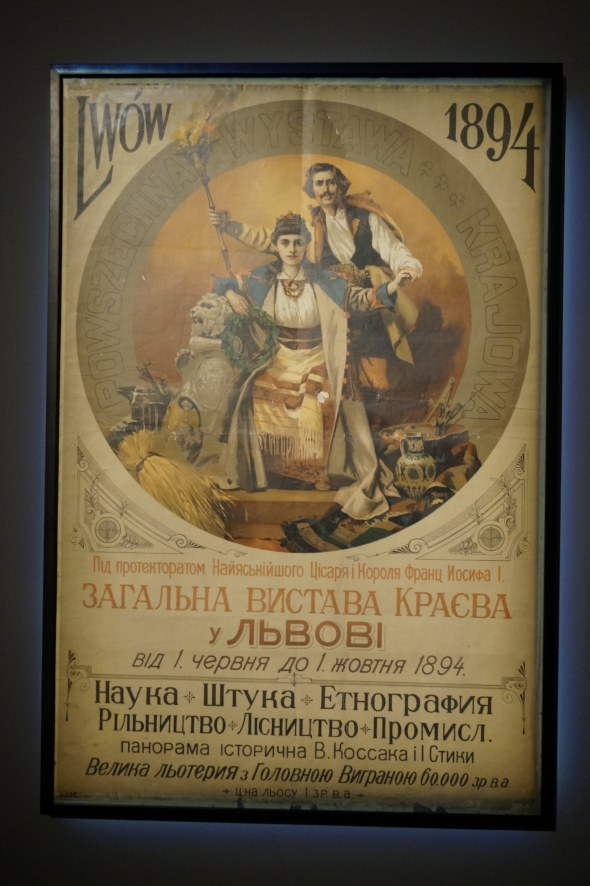 Lwów
1894
POWSZECHNA WYSTAWA KRAJOWA
Під протекторатом Найяснійшого Цісаря і Короля Франц Иосифа I.
ЗАГАЛЬНА ВИСТАВА КРАЄВА
у ЛЬВОВІ
від 1. червня до 1. жовтня 1894.
Наука Штука Етнография
Рільництво Лісництво Промисл.
панорама історична В. Коссака і І Стики
Велика льотерия з Головною Виграною 60.000 зр. в.а.
Ціна льосу 1 зр. в.а.